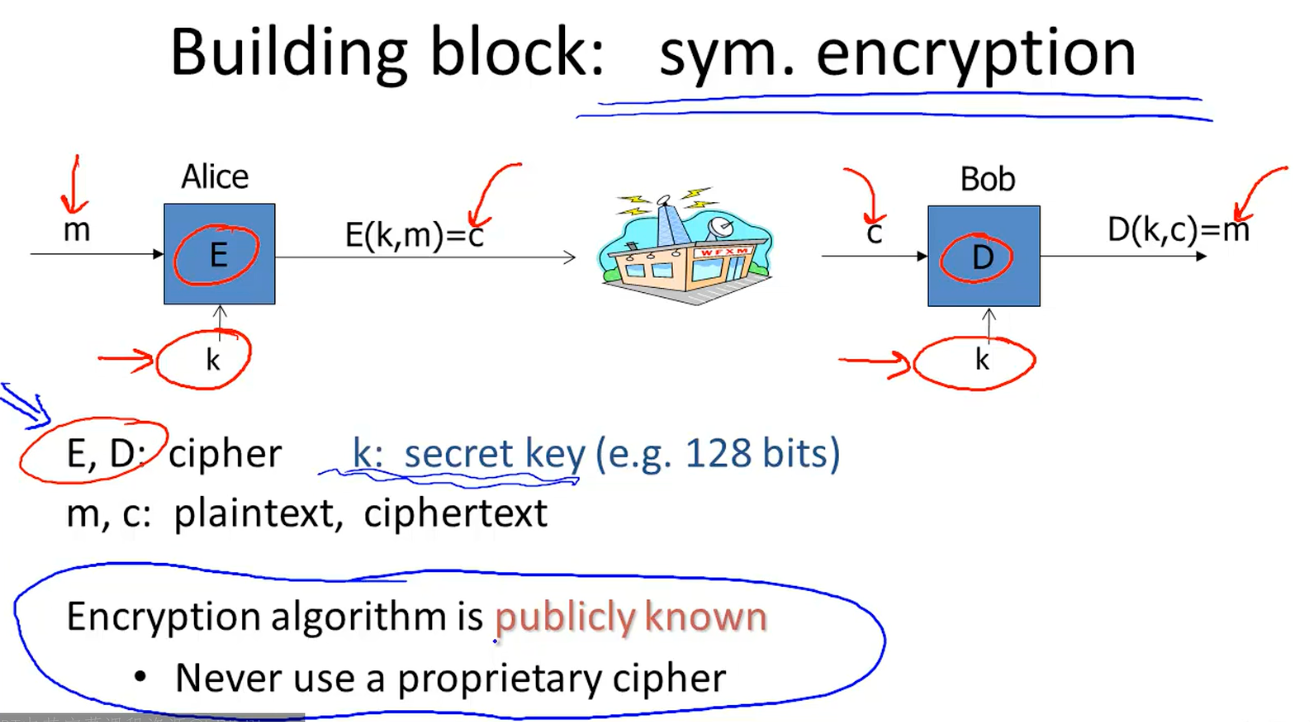 Building block: sym. encryption
Alice
Bob
m
E
E(k,m)=c
WFXM
c
D
D(k,c)=m
k
k
E, D: cipher k: secret key (e.g. 128 bits)
m, c: plaintext, ciphertext
Encryption algorithm is publicly known
• Never use a proprietary cipher